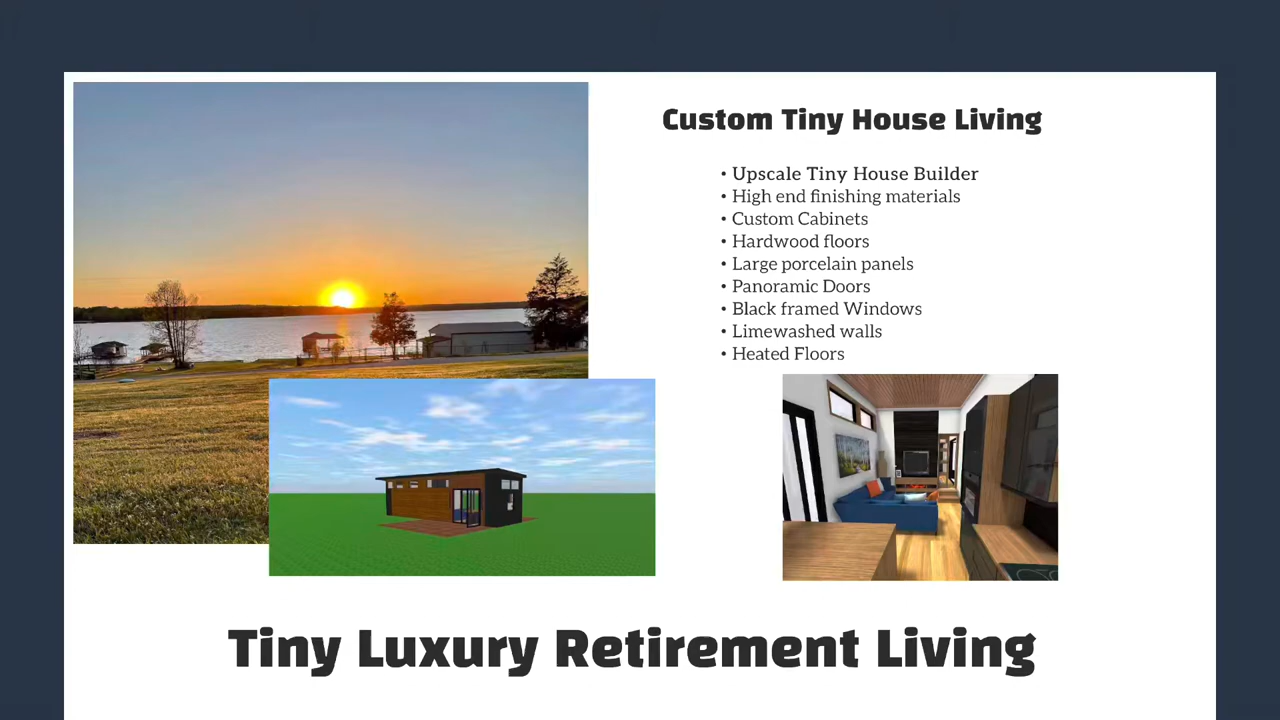 Custom Tiny House Living
• Upscale Tiny House Builder
• High end finishing materials
• Custom Cabinets
• Hardwood floors
• Large porcelain panels
• Panoramic Doors
• Black framed Windows
• Limewashed walls
• Heated Floors
Tiny Luxury Retirement Living